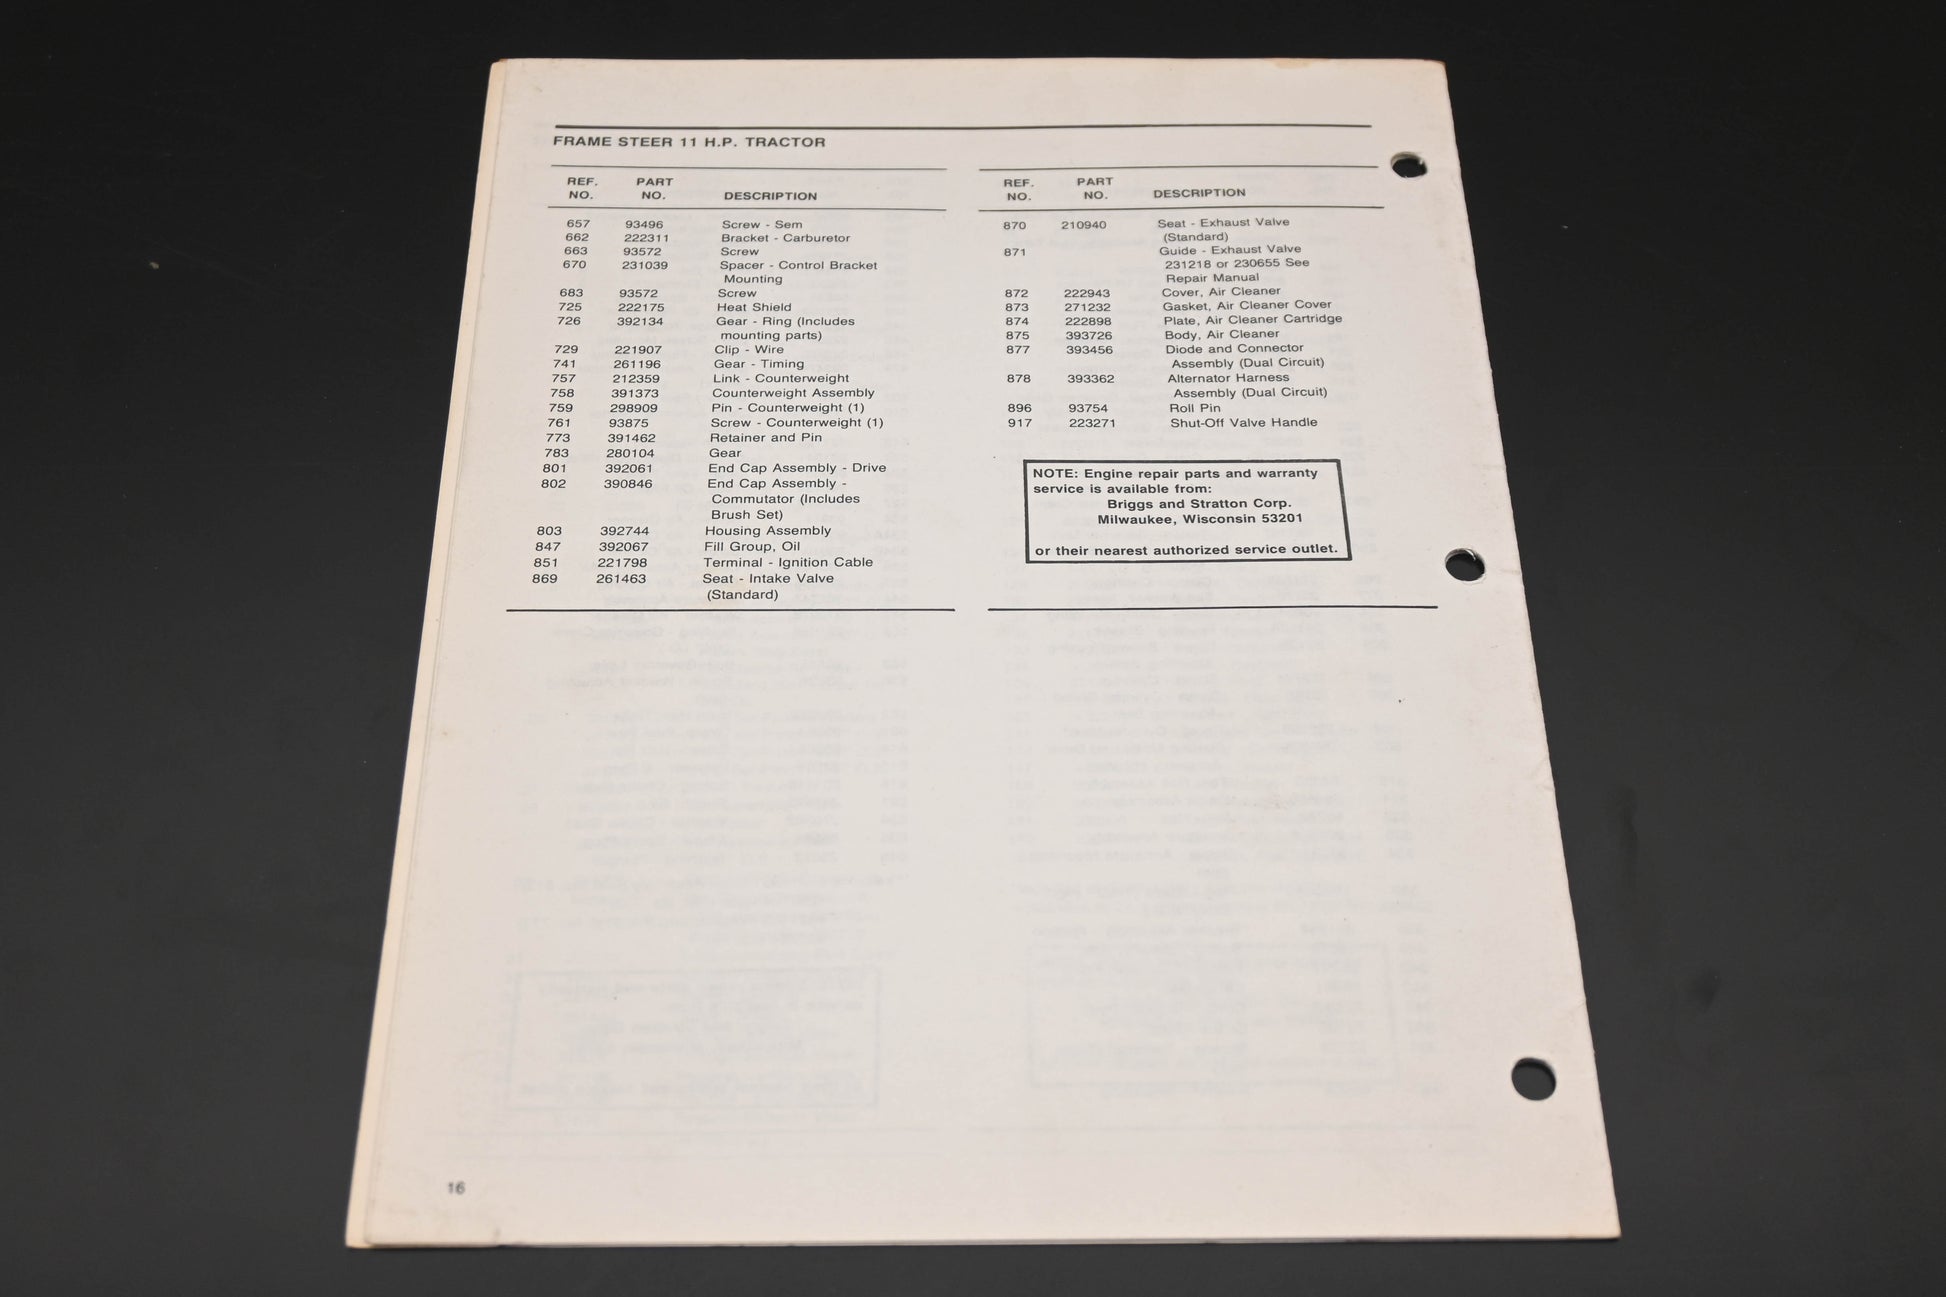 FRAME STEER 11 H.P. TRACTOR
REF. NO. PART NO. DESCRIPTION
657 93496 Screw - Sem
662 222311 Bracket - Carburetor
663 93572 Screw
670 231039 Spacer - Control Bracket
Mounting
683 93572 Screw
725 222175 Heat Shield
726 392134 Gear - Ring (Includes
mounting parts)
729 221907 Clip - Wire
741 261196 Gear - Timing
757 212359 Link - Counterweight
758 391373 Counterweight Assembly
759 298909 Pin - Counterweight (1)
761 93875 Screw - Counterweight (1)
773 391462 Retainer and Pin
783 280104 Gear
801 392061 End Cap Assembly - Drive
802 390846 End Cap Assembly -
Commutator (Includes
Brush Set)
803 392744 Housing Assembly
847 392067 Fill Group, Oil
851 221798 Terminal - Ignition Cable
869 261463 Seat - Intake Valve
(Standard)
REF. NO. PART NO. DESCRIPTION
870 210940 Seat - Exhaust Valve
(Standard)
871 Guide - Exhaust Valve
231218 or 230655 See
Repair Manual
872 222943 Cover, Air Cleaner
873 271232 Gasket, Air Cleaner Cover
874 222898 Plate, Air Cleaner Cartridge
875 393726 Body, Air Cleaner
877 393456 Diode and Connector
Assembly (Dual Circuit)
878 393362 Alternator Harness
Assembly (Dual Circuit)
896 93754 Roll Pin
917 223271 Shut-Off Valve Handle
NOTE: Engine repair parts and warranty
service is available from:
Briggs and Stratton Corp.
Milwaukee, Wisconsin 53201
or their nearest authorized service outlet.
16